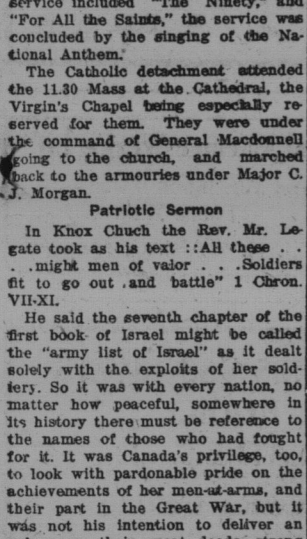 service included "The Ninety," and
"For All the Saints," the service was
concluded by the singing of the Na-
tional Anthem.
The Catholic detachment attended
the 11.30 Mass at the Cathedral, the
Virgin's Chapel being especially re-
served for them. They were under
the command of General Macdonnell
going to the church, and marched
back to the armouries under Major C.
J. Morgan.
Patriotic Sermon
In Knox Chuch the Rev. Mr. Le-
gate took as his text ::All these . .
. .might men of valor . . .Soldiers
fit to go out .and battle" 1 Chron.
VII-XI.
He said the seventh chapter of the
first book of Israel might be called
the "army list of Israel" as it dealt
solely with the exploits of her sold-
iers. So it was with every nation, no
matter how peaceful, somewhere in
its history there must be reference to
the names of those who had fought
for it. It was Canada's privilege, too,
to look with pardonable pride on the
achievements of her men-at-arms, and
their part in the Great War, but it
was not his intention to deliver an